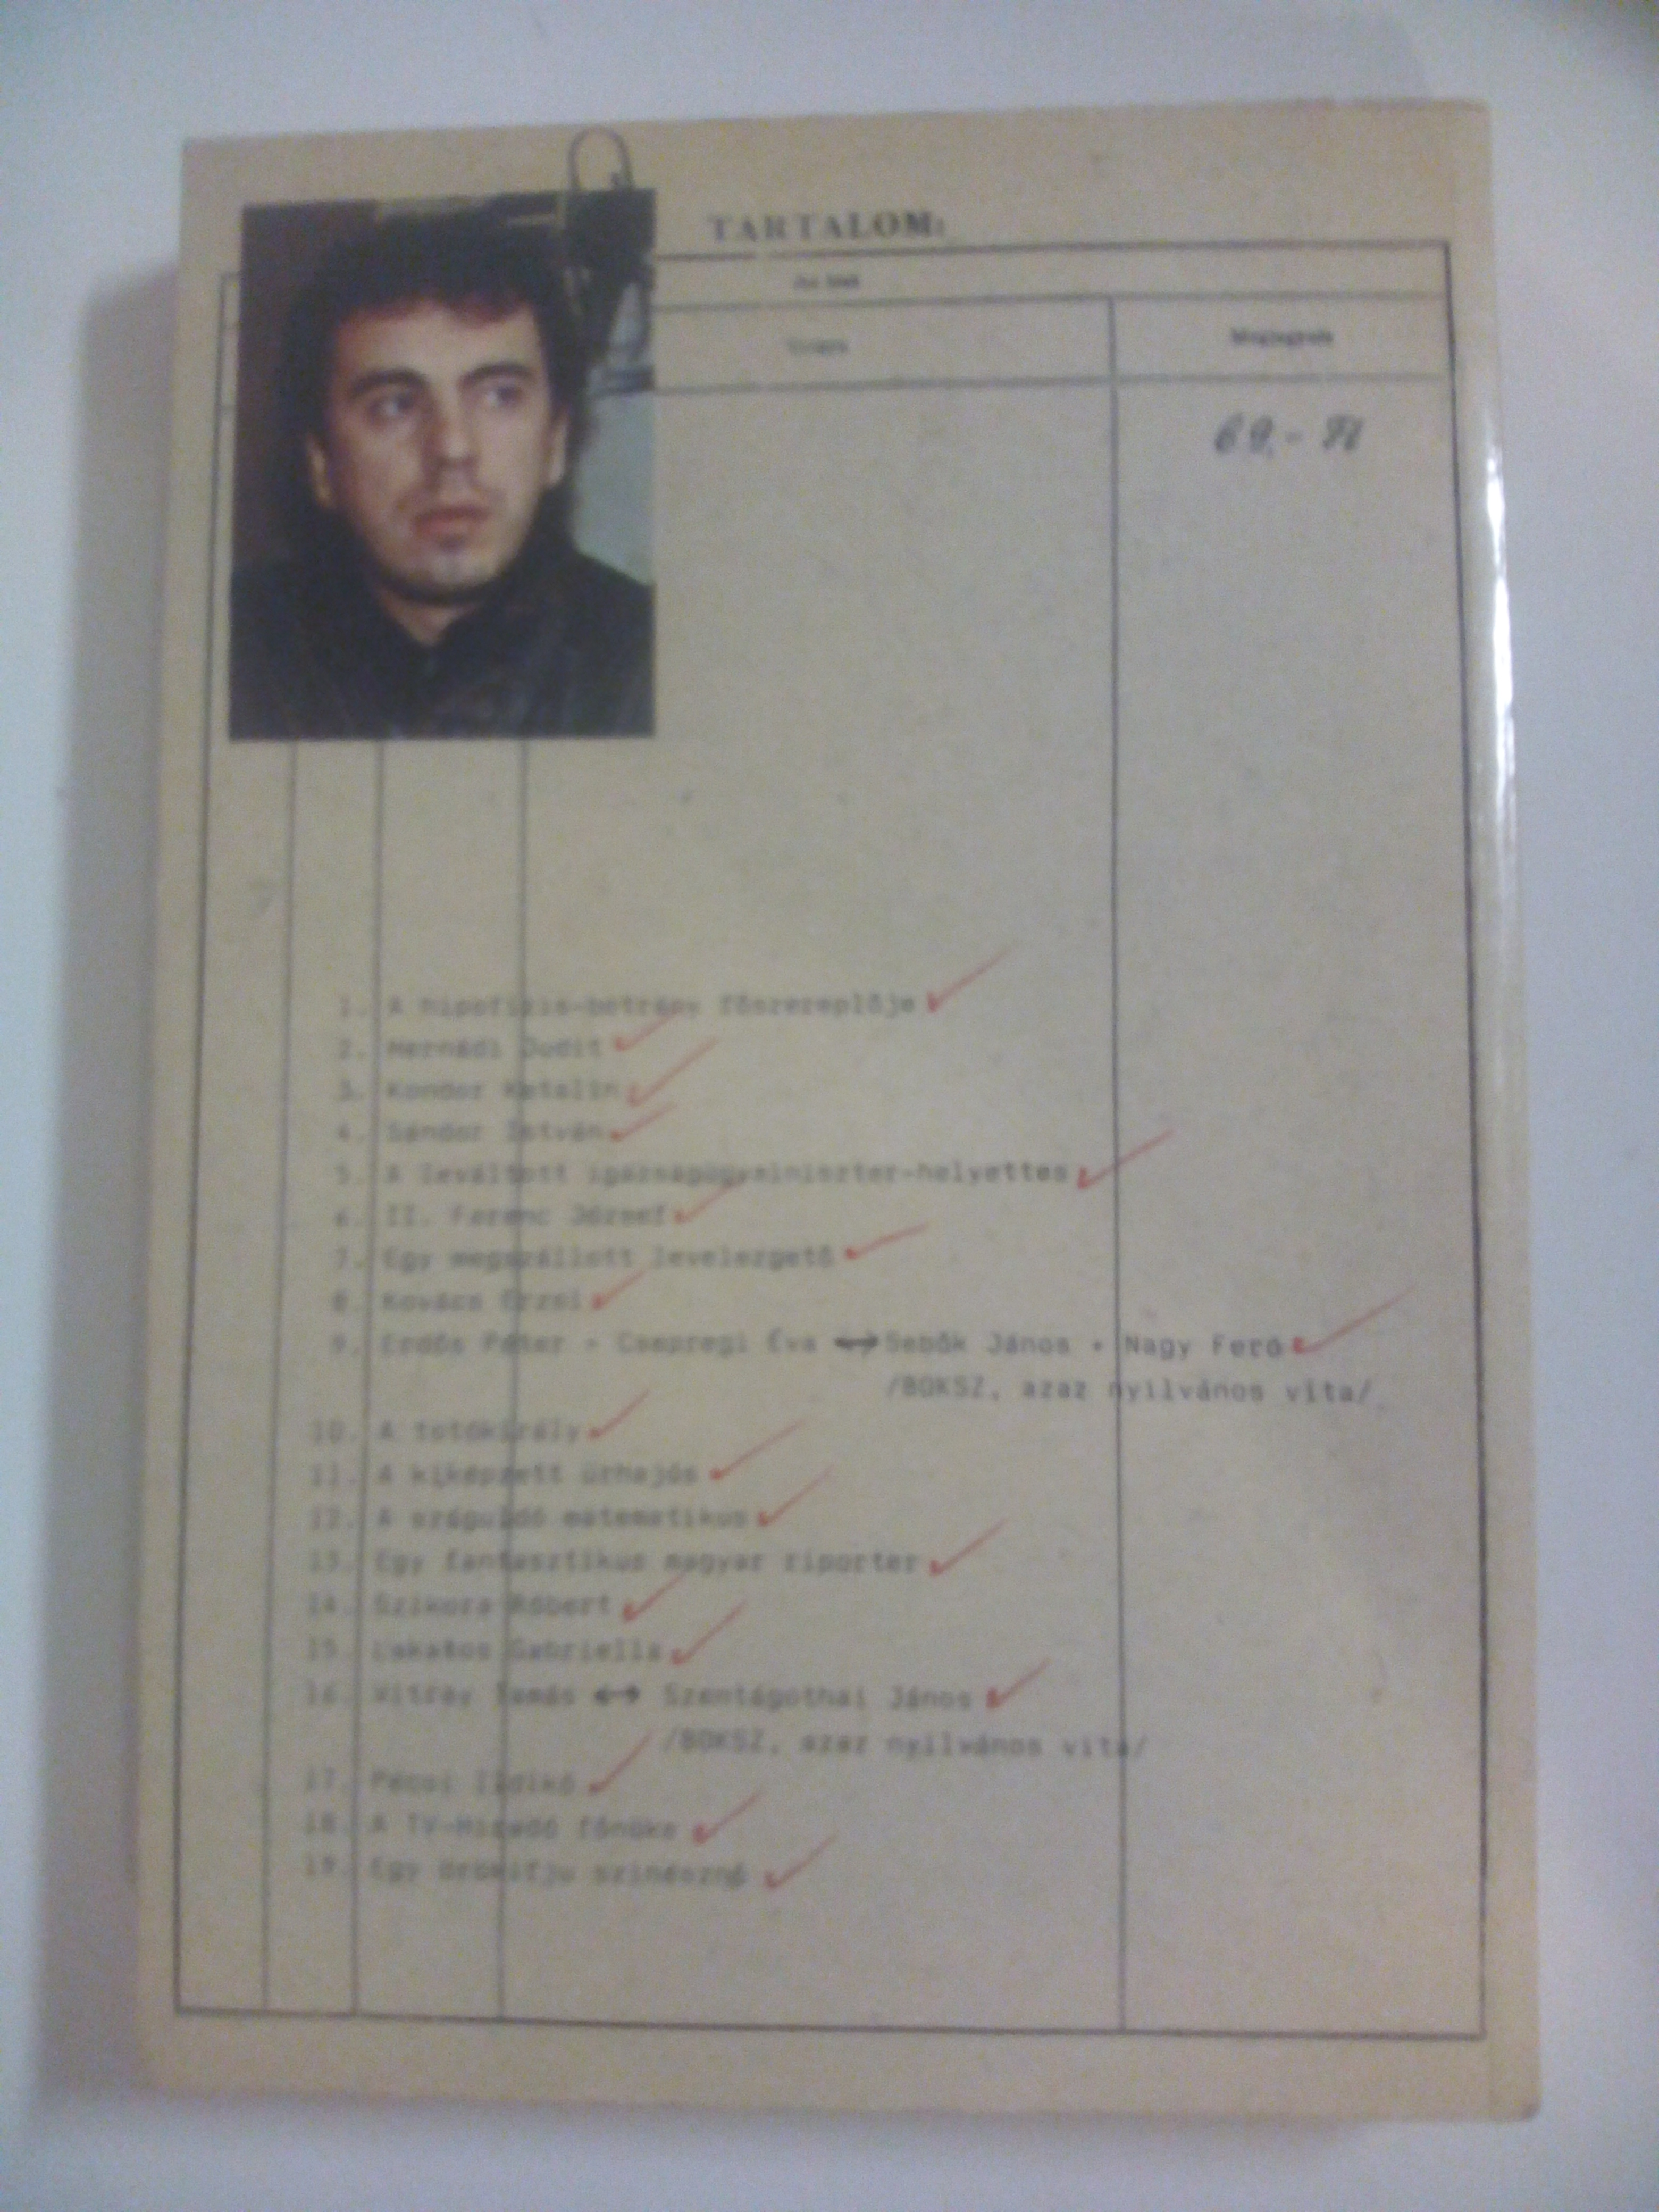 TARTALOM:
69,- Ft
1. A hipofízis-botrány főszereplője
2. Hernádi Judit
3. Kondor Katalin
4. Sándor István
5. A leváltott igazságügyminiszter-helyettes
6. II. Ferenc József
7. Egy megszállott levelezgető
8. Kovács Erzsi
9. Erdős Péter - Csepregi Éva ↔ Sebők János + Nagy Feró
/BOKSZ, azaz nyilvános vita/
10. A totókirály
11. A kiképzett űrhajós
12. A száguldó matematikus
13. Egy fantasztikus magyar riporter
14. Szikora Róbert
15. Lakatos Gabriella
16. Vitray Tamás ↔ Szentágothai János
/BOKSZ, azaz nyilvános vita/
17. Pécsi Ildikó
18. A TV-Híradó főnöke
19. Egy örökifju színésznő